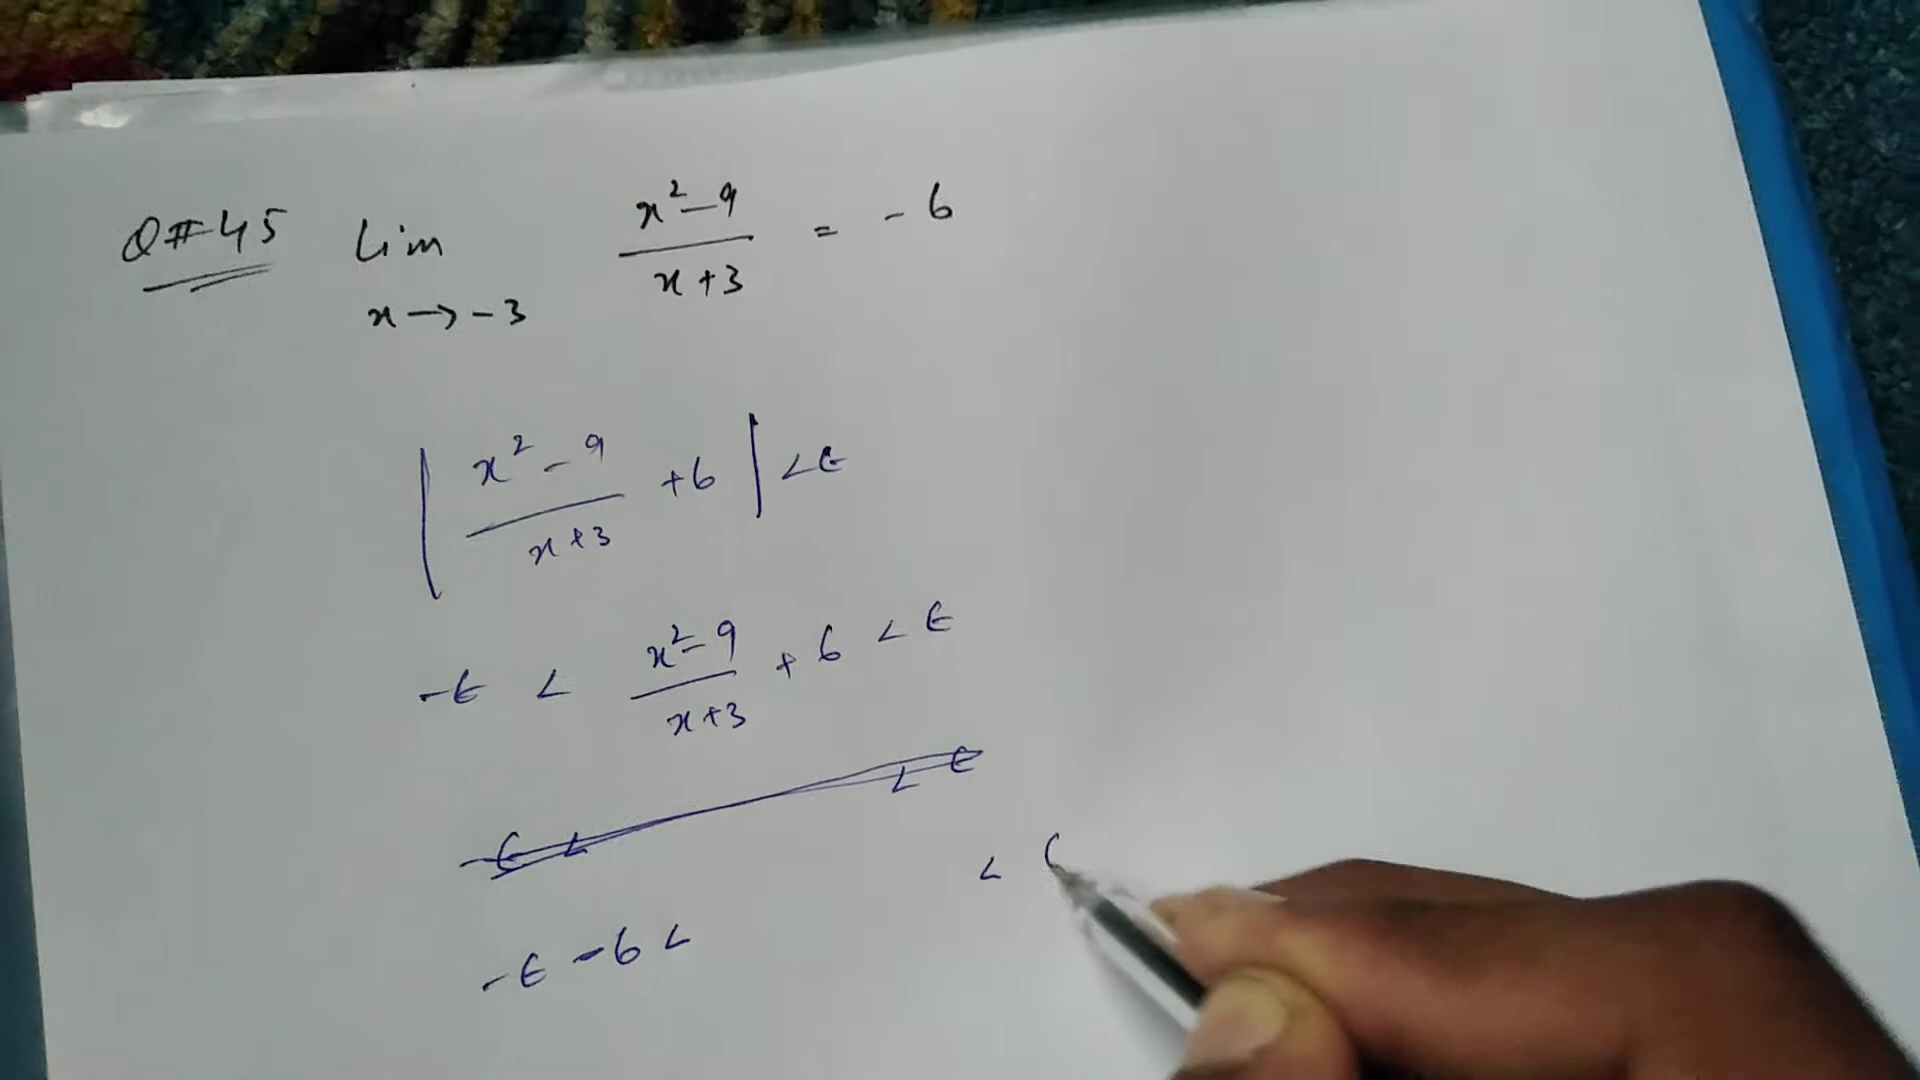 Q#45 Lim x→-3 x²-9/x+3 = -6
| x²-9/x+3 +6 | <ϵ
-ϵ < x²-9/x+3 + 6 < ϵ
-ϵ < < ϵ
-ϵ -6 < <